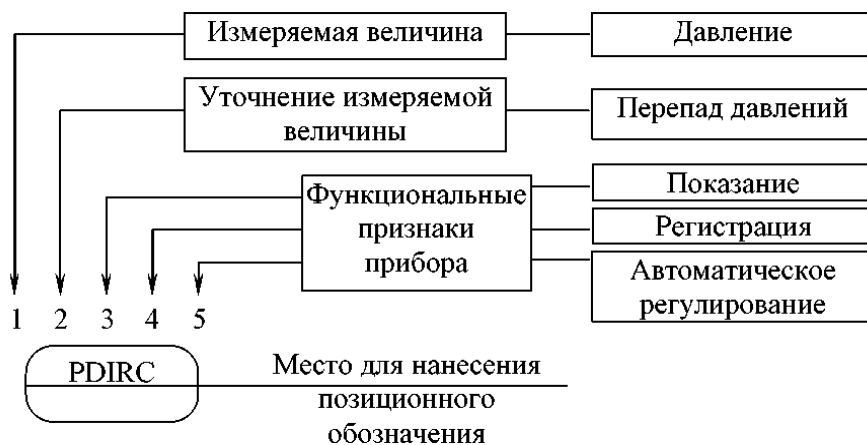 Измеряемая величина
Давление
Уточнение измеряемой
величины
Перепад давлений
Функциональные
признаки
прибора
Показание
Регистрация
Автоматическое
регулирование
1 2 3 4 5
PDIRC
Место для нанесения
позиционного
обозначения